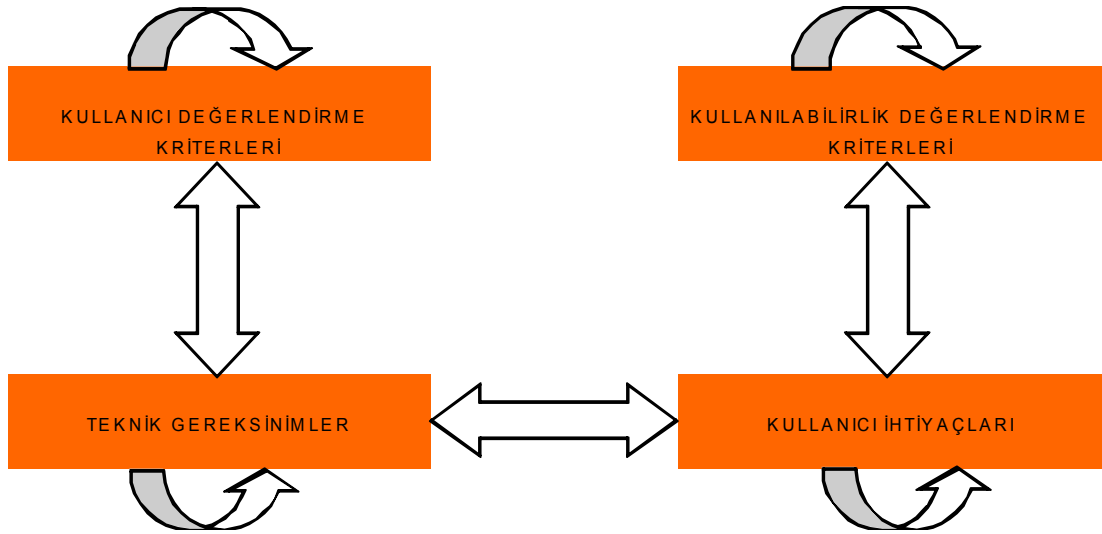 KULLANICI DEĞERLENDİRME
KRİTERLERİ
KULLANILABİLİRLİK DEĞERLENDİRME
KRİTERLERİ
TEKNİK GEREKSİNİMLER
KULLANICI İHTİYAÇLARI